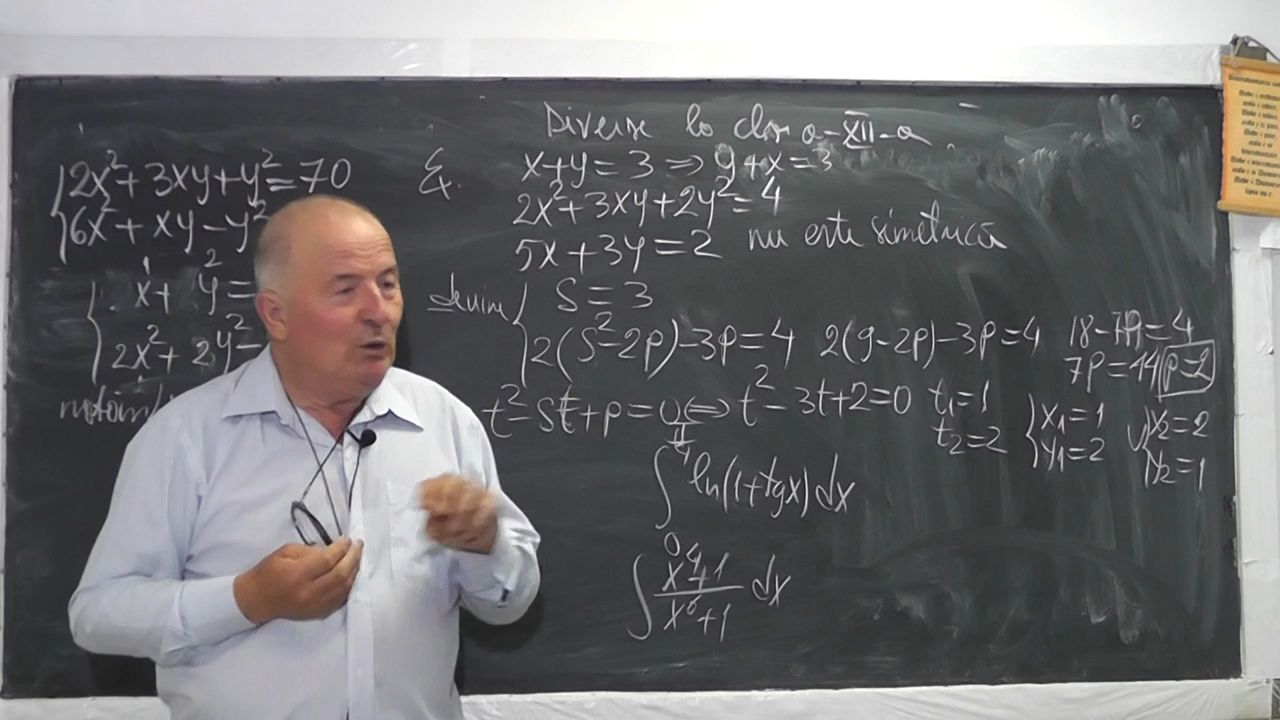 Diverse la clasa a-XII-a
2x²+3xy+y²=70
6x²+xy-y²
x+y=
2x²+2y²
notăm
Ex.
x+y=3 ⇒ y+x=3
2x²+3xy+2y²=4
5x+3y=2 nu este simetrică
devine { S=3
2(S²-2p)-3p=4 2(9-2p)-3p=4 18-7p=4
7p=14 p=2
t²-St+p=0 ⇔ t²-3t+2=0 t₁=1 { x₁=1 ∪ { x₂=2
t₂=2 y₁=2 y₂=1
∫₀^(π/4) ln(1+tgx)dx
∫ (x⁴+1)/(x⁶+1) dx